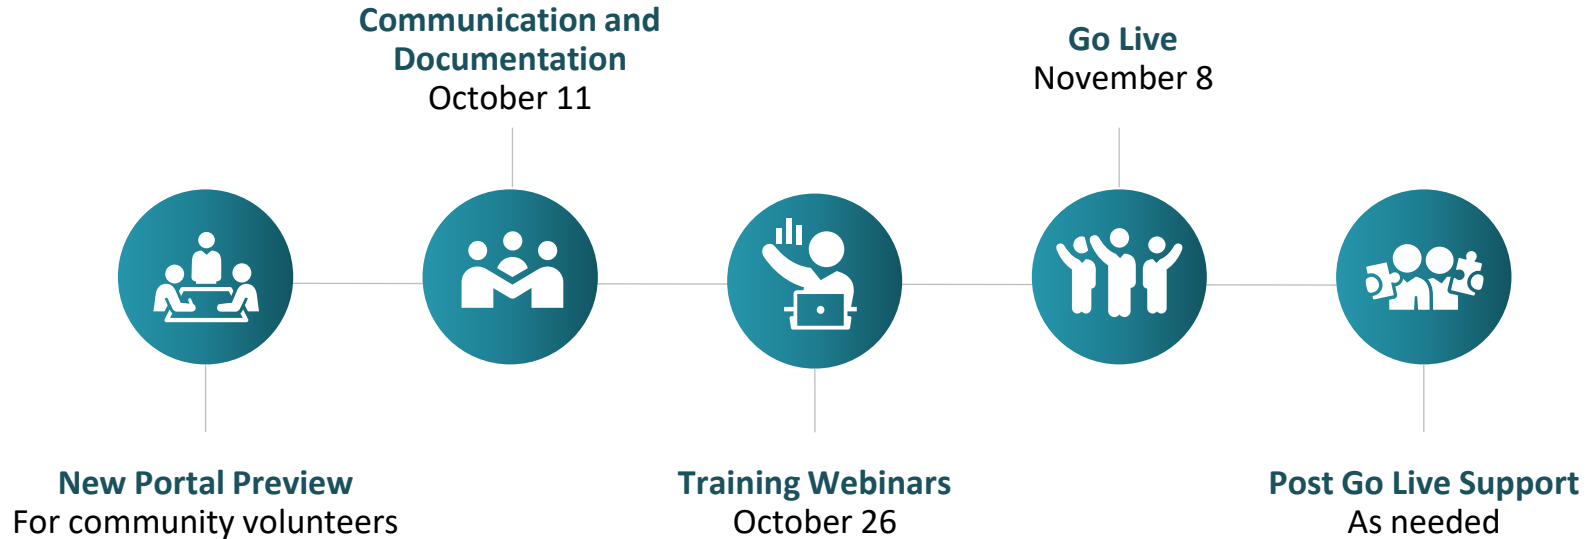 Communication and
Documentation
October 11
Go Live
November 8
New Portal Preview
For community volunteers
Training Webinars
October 26
Post Go Live Support
As needed